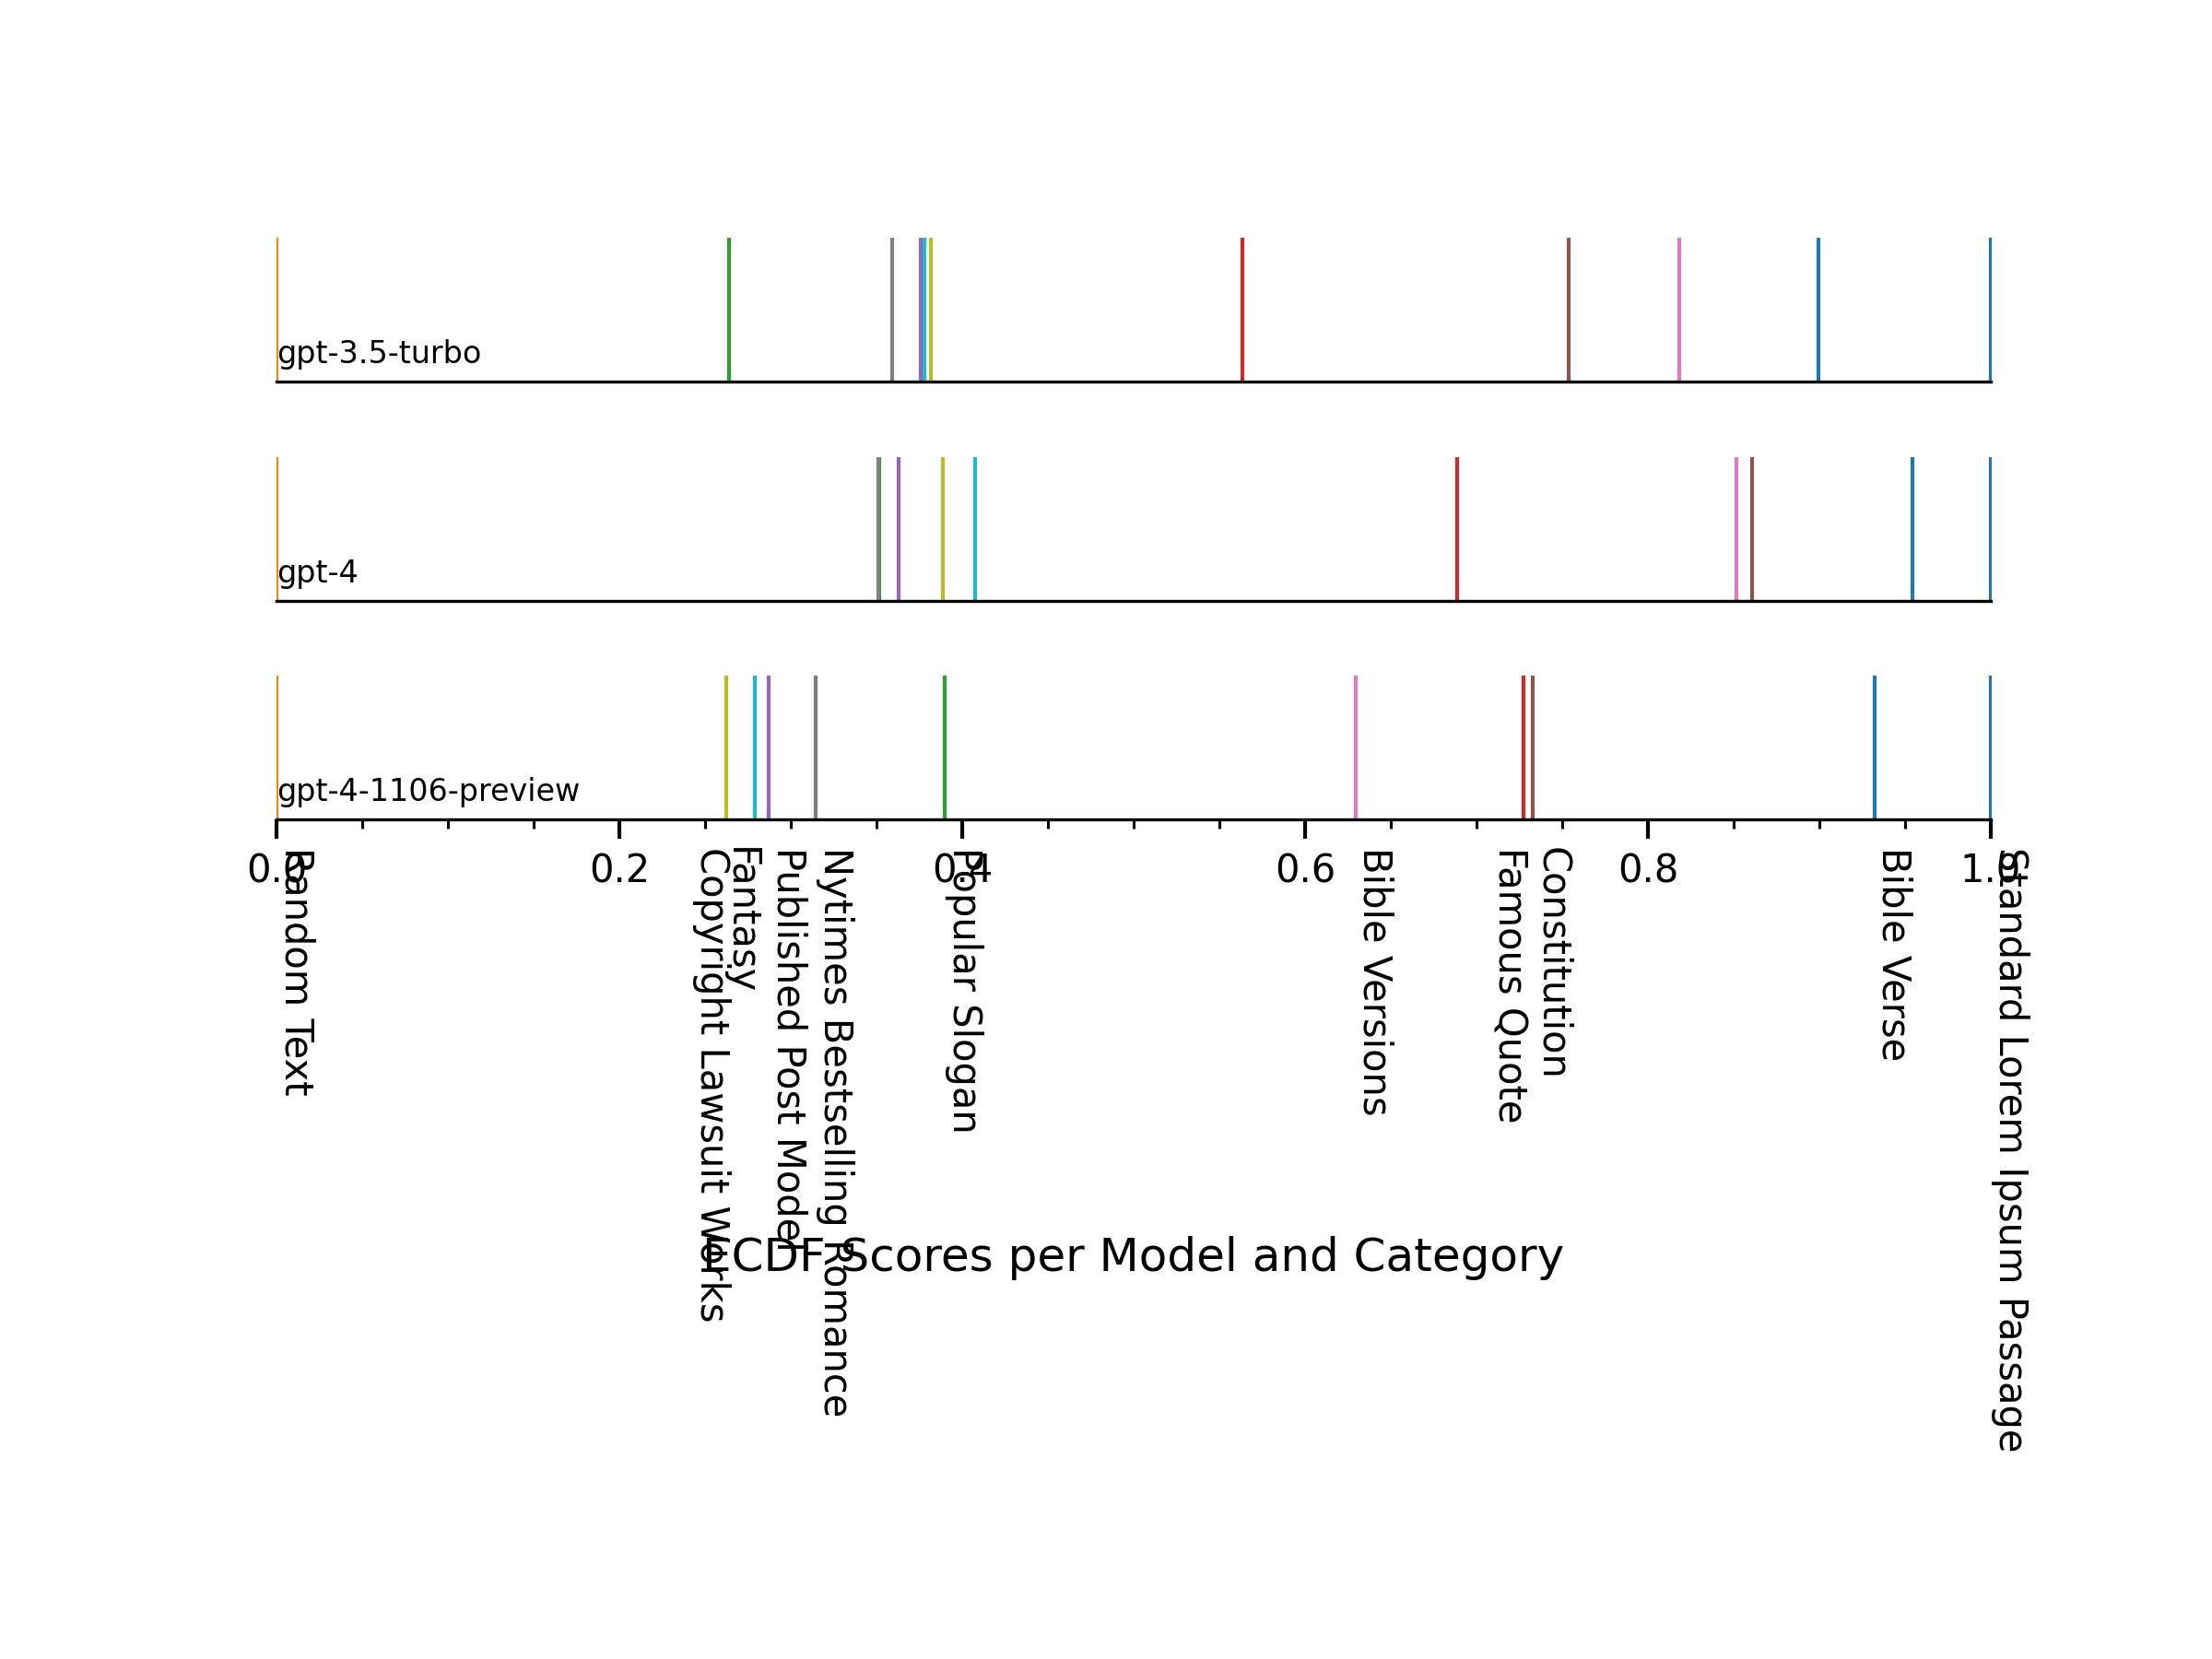 gpt-3.5-turbo
gpt-4
gpt-4-1106-preview
0.0
0.2
0.4
0.6
0.8
1.0
Random Text
Copyright Lawsuit Works
Fantasy
Published Post Model
Nytimes Bestselling Romance
Popular Slogan
Bible Versions
Famous Quote
Constitution
Bible Verse
Standard Lorem Ipsum Passage
ECDF Scores per Model and Category